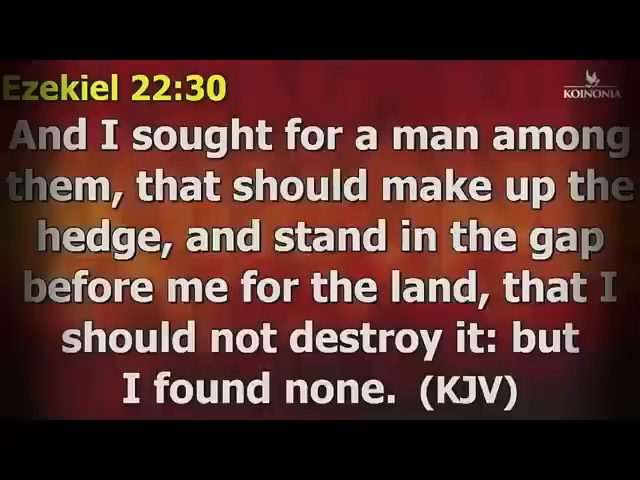 Ezekiel 22:30
KOINONIA
And I sought for a man among
them, that should make up the
hedge, and stand in the gap
before me for the land, that I
should not destroy it: but
I found none. (KJV)